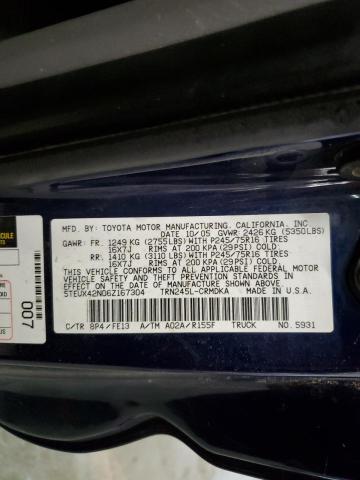 MFD. BY: TOYOTA MOTOR MANUFACTURING, CALIFORNIA, INC
DATE 10/05 GVWR: 2426 KG (5350LBS)
GAWR: FR. 1249 KG (2755LBS) WITH P245/75R16 TIRES
16X7J RIMS AT 200 KPA (29PSI) COLD.
RR. 1410 KG (3110 LBS) WITH P245/75R16 TIRES
16X7J RIMS AT 200 KPA (29 PSI) COLD.
THIS VEHICLE CONFORMS TO ALL APPLICABLE FEDERAL MOTOR
VEHICLE SAFETY STANDARDS IN EFFECT ON THE DATE OF
MANUFACTURE SHOWN ABOVE.
5TEUX42N06Z167304 TRN245L-CRMDKA MADE IN U.S.A.
C/TR 8P4 / FE13 A/TM A02A/R155F TRUCK NO.5931
007